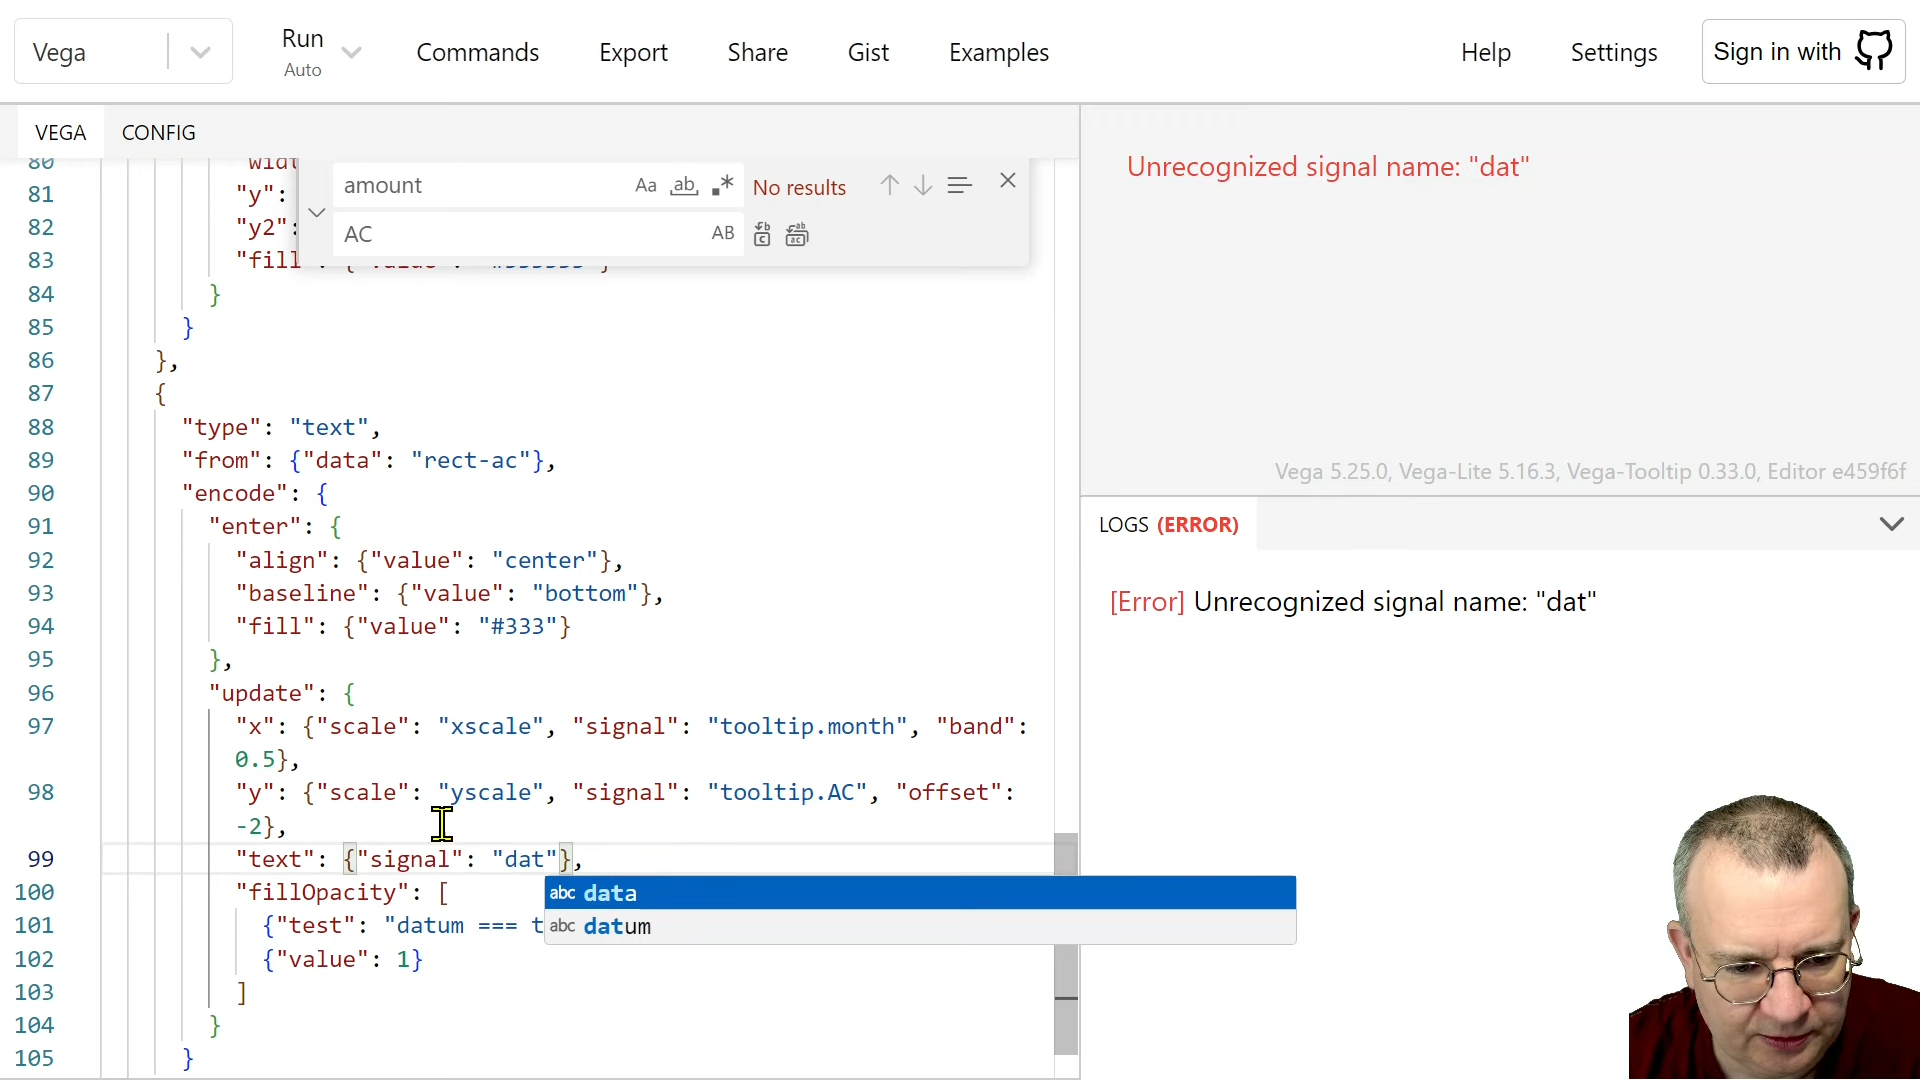 Vega
Run
Auto
Commands
Export
Share
Gist
Examples
Help
Settings
Sign in with
VEGA
CONFIG
amount
Aa
ab
No results
AC
AB
80
81 "y":
82 "y2":
83 "fill
84 }
85 }
86 },
87 {
88 "type": "text",
89 "from": {"data": "rect-ac"},
90 "encode": {
91 "enter": {
92 "align": {"value": "center"},
93 "baseline": {"value": "bottom"},
94 "fill": {"value": "#333"}
95 },
96 "update": {
97 "x": {"scale": "xscale", "signal": "tooltip.month", "band":
0.5},
98 "y": {"scale": "yscale", "signal": "tooltip.AC", "offset":
-2},
99 "text": {"signal": "dat"},
100 "fillOpacity": [
101 {"test": "datum === t
102 {"value": 1}
103 ]
104 }
105 }
abc data
abc datum
Unrecognized signal name: "dat"
Vega 5.25.0, Vega-Lite 5.16.3, Vega-Tooltip 0.33.0, Editor e459f6f
LOGS (ERROR)
[Error] Unrecognized signal name: "dat"